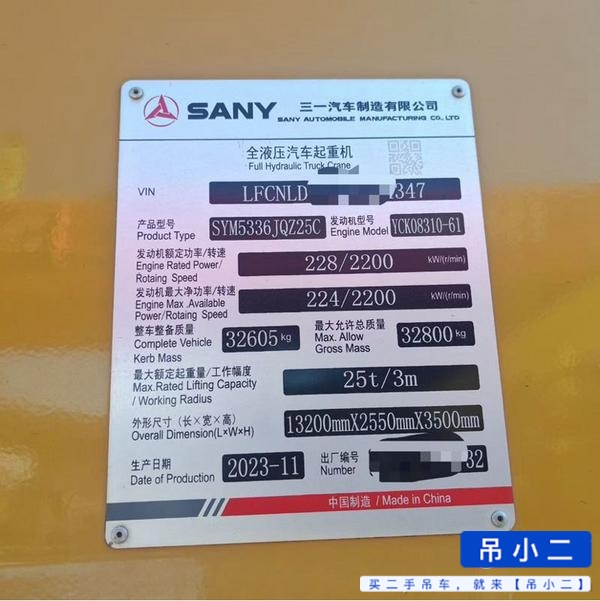 SANY 三一汽车制造有限公司
SANY AUTOMOBILE MANUFACTURING CO., LTD
全液压汽车起重机
Full Hydraulic Truck Crane
VIN LFCNLD 347
产品型号 SYM5336JQZ25C 发动机型号 YCK08310-61
Product Type Engine Model
发动机额定功率/转速
Engine Rated Power/ 228/2200 kW/(r/min)
Rotaing Speed
发动机最大净功率/转速
Engine Max .Available 224/2200 kW/(r/min)
Power/Rotaing Speed
整车整备质量 最大允许总质量
Complete Vehicle 32605 kg Max. Allow 32800 kg
Kerb Mass Gross Mass
最大额定起重量/工作幅度
Max.Rated Lifting Capacity 25t/3m
/ Working Radius
外形尺寸（长×宽×高） 13200mmX2550mmX3500mm
Overall Dimension(L×W×H)
生产日期 2023-11 出厂编号 32
Date of Production Number
中国制造 / Made in China
吊小二
买二手吊车，就来【吊小二】